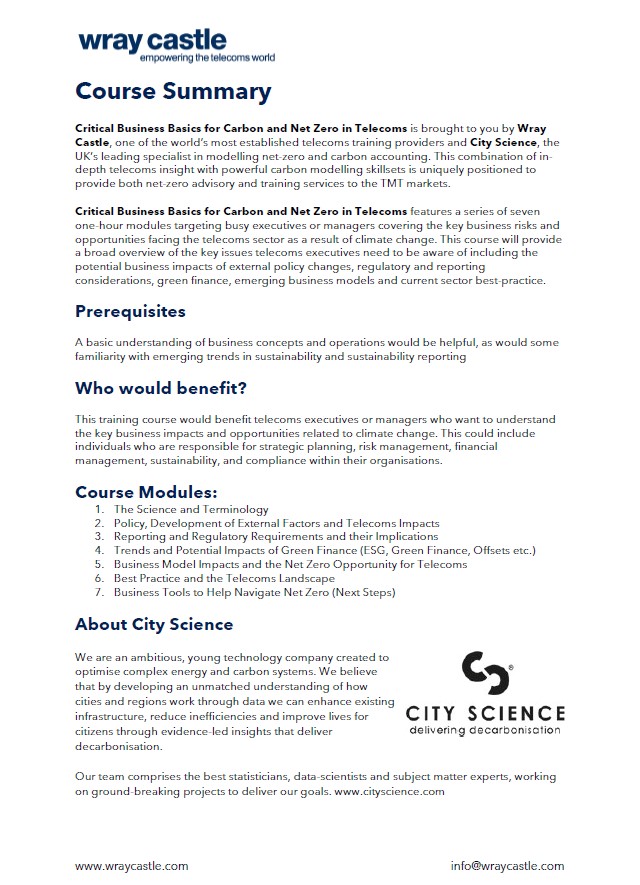 wray castle
empowering the telecoms world
Course Summary
Critical Business Basics for Carbon and Net Zero in Telecoms is brought to you by Wray
Castle, one of the world's most established telecoms training providers and City Science, the
UK's leading specialist in modelling net-zero and carbon accounting. This combination of in-
depth telecoms insight with powerful carbon modelling skillsets is uniquely positioned to
provide both net-zero advisory and training services to the TMT markets.
Critical Business Basics for Carbon and Net Zero in Telecoms features a series of seven
one-hour modules targeting busy executives or managers covering the key business risks and
opportunities facing the telecoms sector as a result of climate change. This course will provide
a broad overview of the key issues telecoms executives need to be aware of including the
potential business impacts of external policy changes, regulatory and reporting
considerations, green finance, emerging business models and current sector best-practice.
Prerequisites
A basic understanding of business concepts and operations would be helpful, as would some
familiarity with emerging trends in sustainability and sustainability reporting
Who would benefit?
This training course would benefit telecoms executives or managers who want to understand
the key business impacts and opportunities related to climate change. This could include
individuals who are responsible for strategic planning, risk management, financial
management, sustainability, and compliance within their organisations.
Course Modules:
1. The Science and Terminology
2. Policy, Development of External Factors and Telecoms Impacts
3. Reporting and Regulatory Requirements and their Implications
4. Trends and Potential Impacts of Green Finance (ESG, Green Finance, Offsets etc.)
5. Business Model Impacts and the Net Zero Opportunity for Telecoms
6. Best Practice and the Telecoms Landscape
7. Business Tools to Help Navigate Net Zero (Next Steps)
About City Science
We are an ambitious, young technology company created to
optimise complex energy and carbon systems. We believe
that by developing an unmatched understanding of how
cities and regions work through data we can enhance existing
infrastructure, reduce inefficiencies and improve lives for
citizens through evidence-led insights that deliver
decarbonisation.
®
CITY SCIENCE
delivering decarbonisation
Our team comprises the best statisticians, data-scientists and subject matter experts, working
on ground-breaking projects to deliver our goals. www.cityscience.com
www.wraycastle.com
info@wraycastle.com